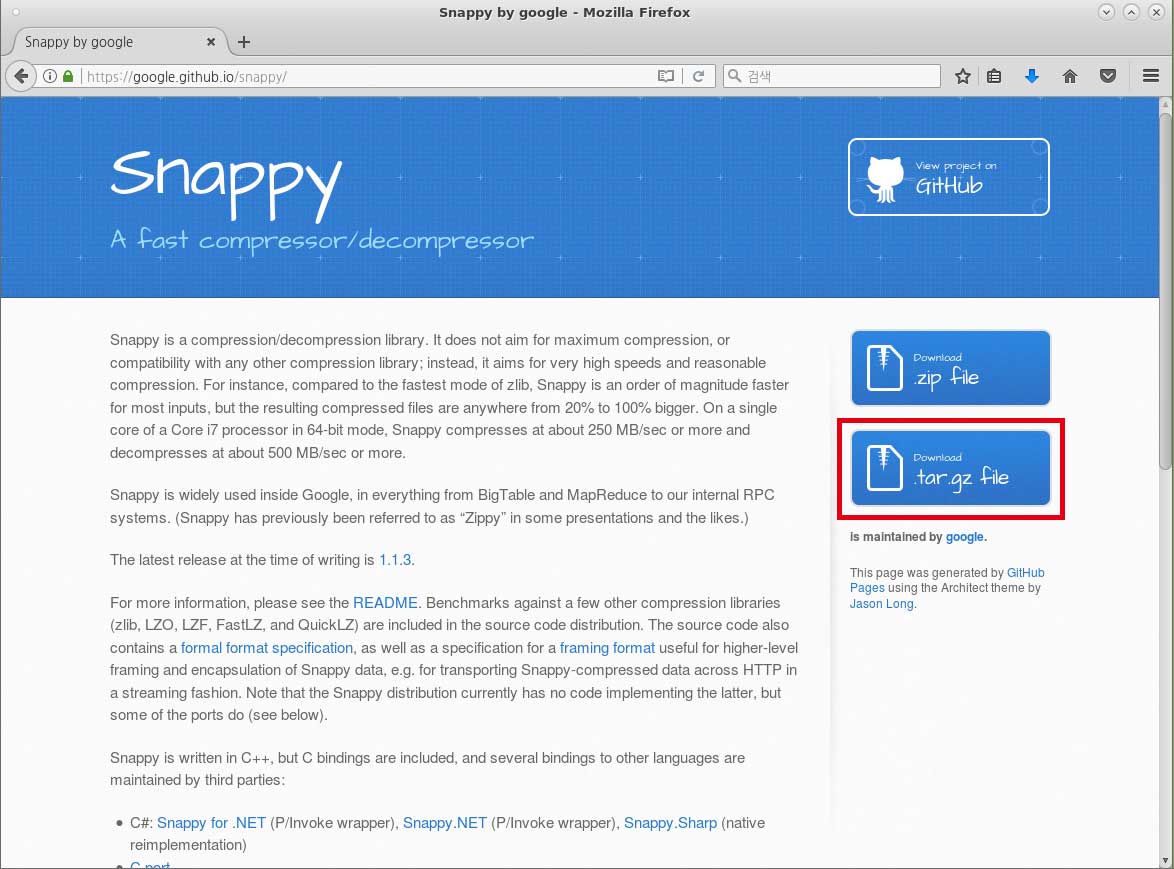 Snappy by google - Mozilla Firefox
Snappy by google
https://google.github.io/snappy/
검색
Snappy
A fast compressor/decompressor
View project on
GitHub
Snappy is a compression/decompression library. It does not aim for maximum compression, or
compatibility with any other compression library; instead, it aims for very high speeds and reasonable
compression. For instance, compared to the fastest mode of zlib, Snappy is an order of magnitude faster
for most inputs, but the resulting compressed files are anywhere from 20% to 100% bigger. On a single
core of a Core i7 processor in 64-bit mode, Snappy compresses at about 250 MB/sec or more and
decompresses at about 500 MB/sec or more.
Snappy is widely used inside Google, in everything from BigTable and MapReduce to our internal RPC
systems. (Snappy has previously been referred to as “Zippy” in some presentations and the likes.)
The latest release at the time of writing is 1.1.3.
For more information, please see the README. Benchmarks against a few other compression libraries
(zlib, LZO, LZF, FastLZ, and QuickLZ) are included in the source code distribution. The source code also
contains a formal format specification, as well as a specification for a framing format useful for higher-level
framing and encapsulation of Snappy data, e.g. for transporting Snappy-compressed data across HTTP in
a streaming fashion. Note that the Snappy distribution currently has no code implementing the latter, but
some of the ports do (see below).
Snappy is written in C++, but C bindings are included, and several bindings to other languages are
maintained by third parties:
C#: Snappy for .NET (P/Invoke wrapper), Snappy.NET (P/Invoke wrapper), Snappy.Sharp (native
reimplementation)
C port
Download
.zip file
Download
.tar.gz file
is maintained by google.
This page was generated by GitHub
Pages using the Architect theme by
Jason Long.